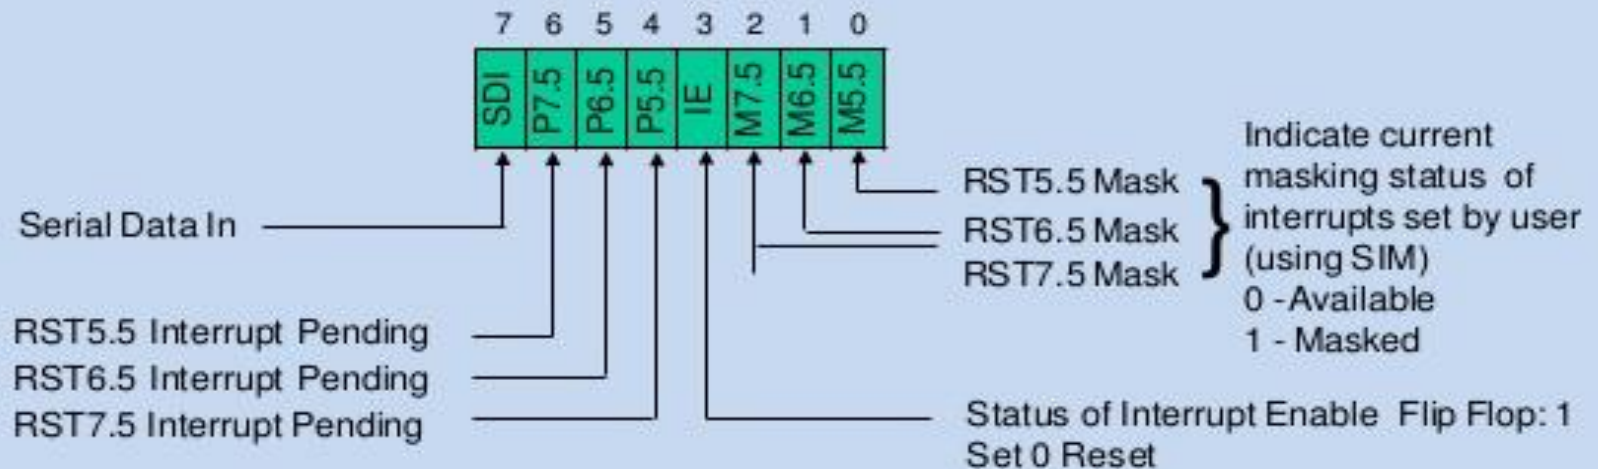 7 6 5 4 3 2 1 0
SDI P7.5 P6.5 P5.5 IE M7.5 M6.5 M5.5
Serial Data In
RST5.5 Interrupt Pending
RST6.5 Interrupt Pending
RST7.5 Interrupt Pending
RST5.5 Mask
RST6.5 Mask
RST7.5 Mask
}
Indicate current
masking status of
interrupts set by user
(using SIM)
0 -Available
1 - Masked
Status of Interrupt Enable Flip Flop: 1
Set 0 Reset